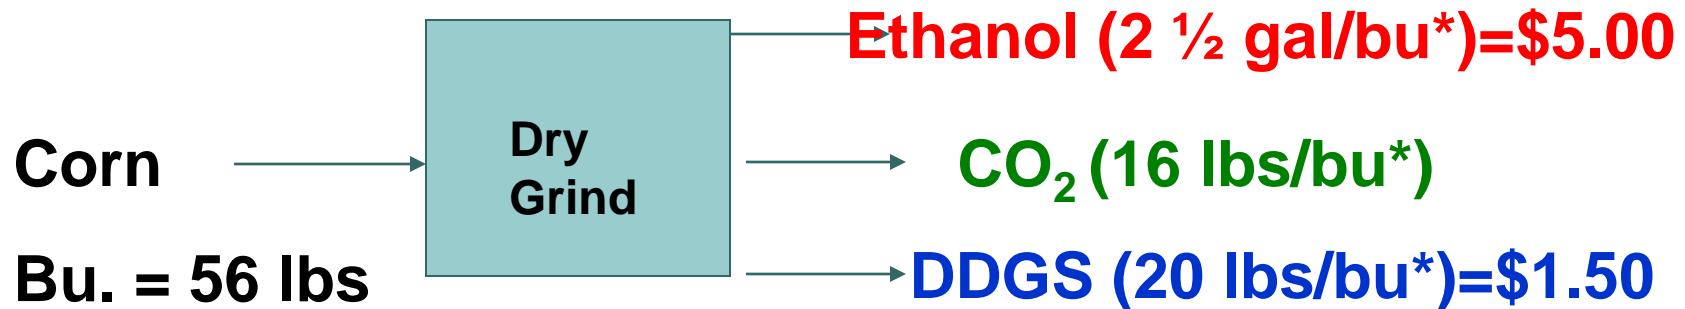 Ethanol (2 ½ gal/bu*)=$5.00
Dry
Grind
Corn
CO₂ (16 lbs/bu*)
Bu. = 56 lbs
DDGS (20 lbs/bu*)=$1.50